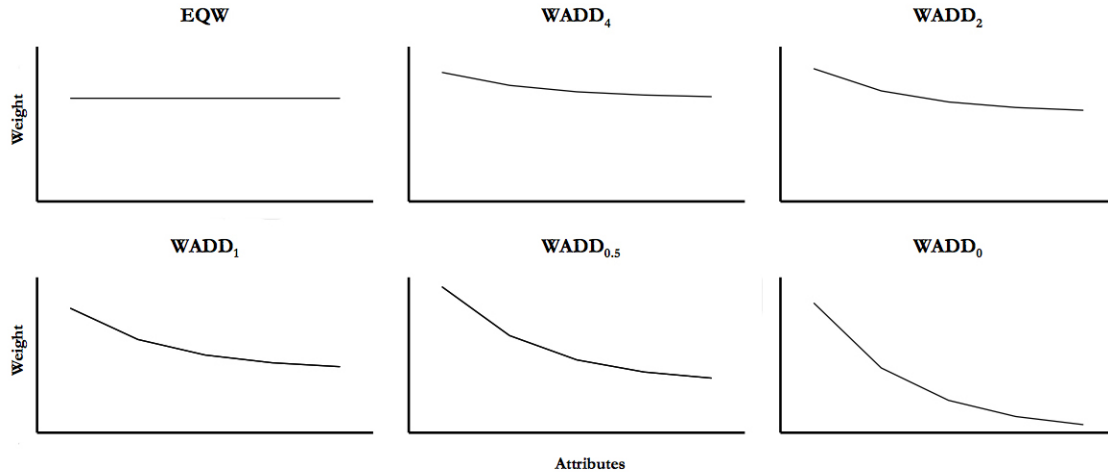 EQW
WADD₄
WADD₂
Weight
WADD₁
WADD₀.₅
WADD₀
Weight
Attributes